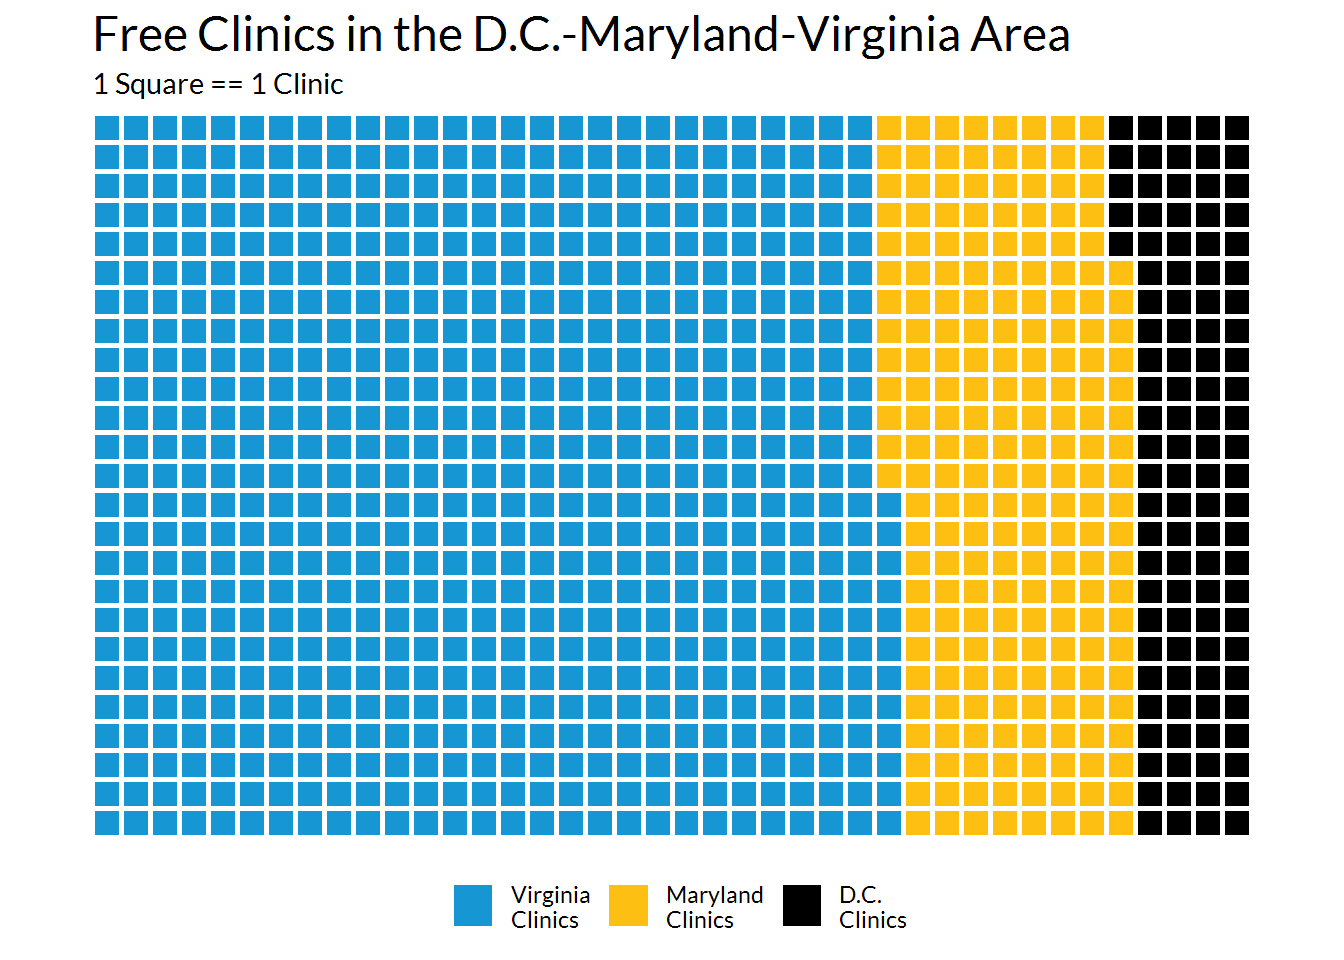 Free Clinics in the D.C.-Maryland-Virginia Area
1 Square == 1 Clinic
Virginia
Clinics
Maryland
Clinics
D.C.
Clinics